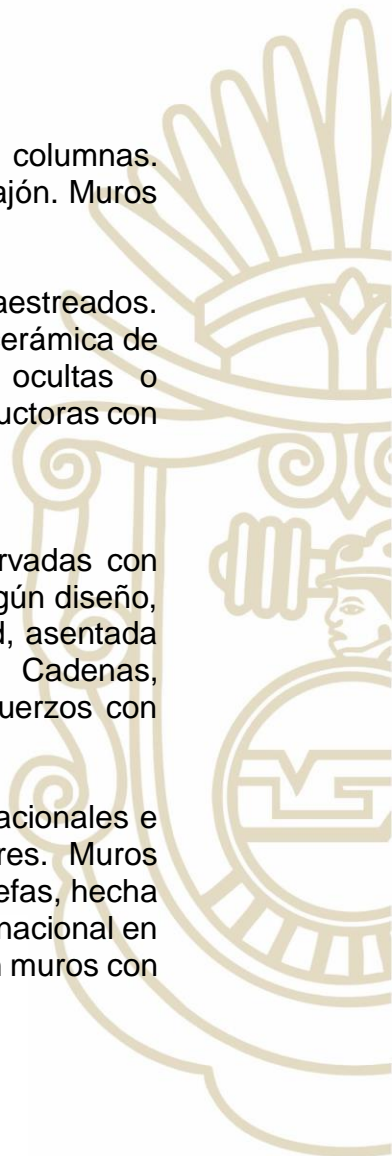 columnas.
ajón. Muros
aestreados.
erámica de
ocultas o
uctoras con
rvadas con
gún diseño,
d, asentada
Cadenas,
uerzos con
acionales e
res. Muros
efas, hecha
nacional en
muros con